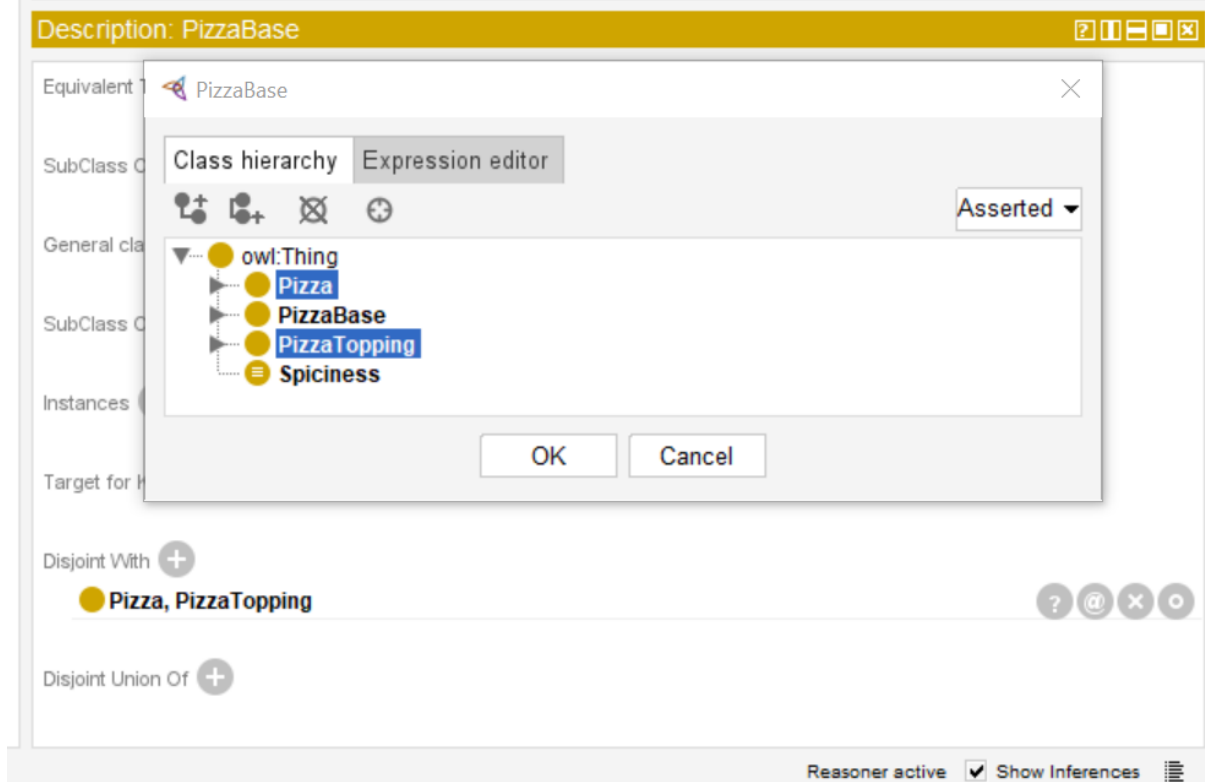 Description: PizzaBase
Equivalent
PizzaBase
Class hierarchy Expression editor
SubClass
Asserted
General cla
owl:Thing
Pizza
PizzaBase
SubClass
PizzaTopping
Spiciness
Instances
OK Cancel
Target for
Disjoint With
Pizza, PizzaTopping
? @
Disjoint Union Of
Reasoner active Show Inferences